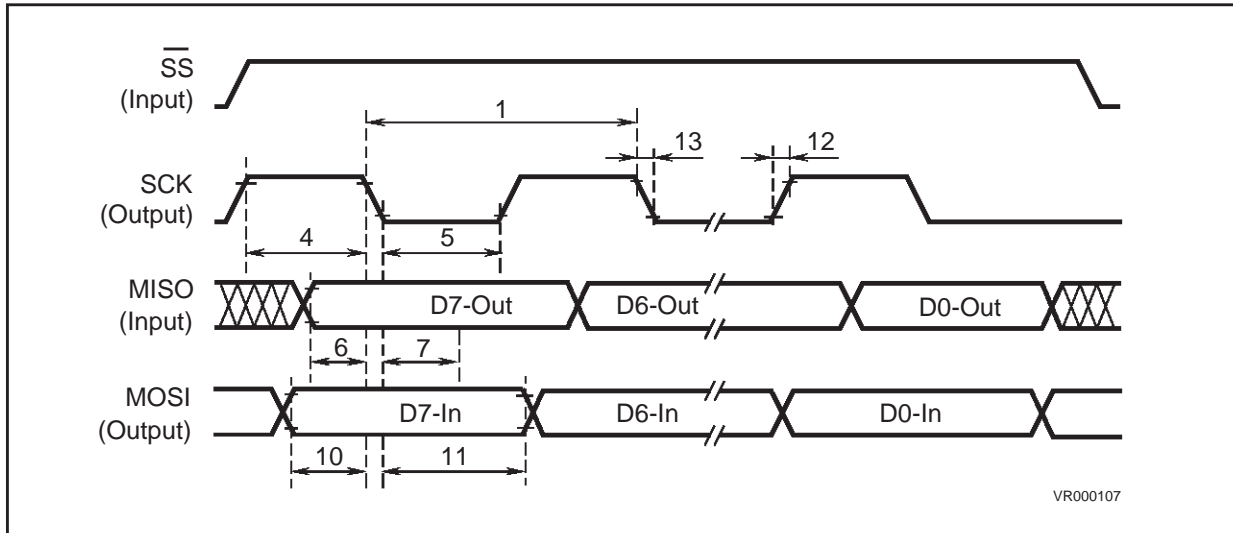 SS
(Input)
1
13
12
SCK
(Output)
4
5
MISO
(Input)
D7-Out
D6-Out
D0-Out
6
7
MOSI
(Output)
D7-In
D6-In
D0-In
10
11
VR000107